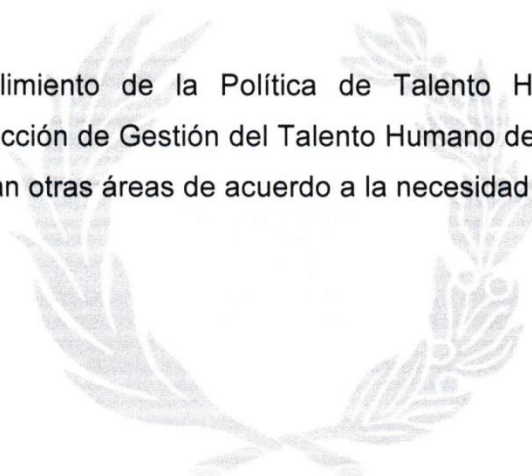 limiento de la Política de Talento H
cción de Gestión del Talento Humano de
an otras áreas de acuerdo a la necesidad